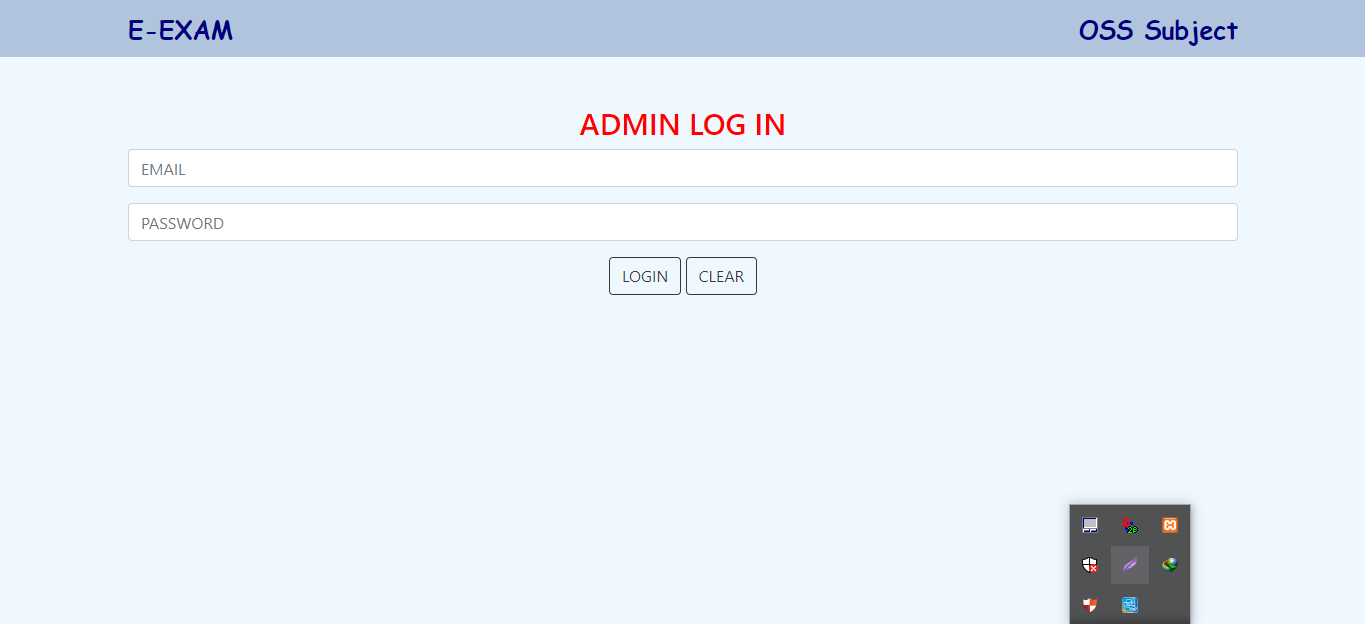 E-EXAM
OSS Subject
ADMIN LOG IN
EMAIL
PASSWORD
LOGIN
CLEAR